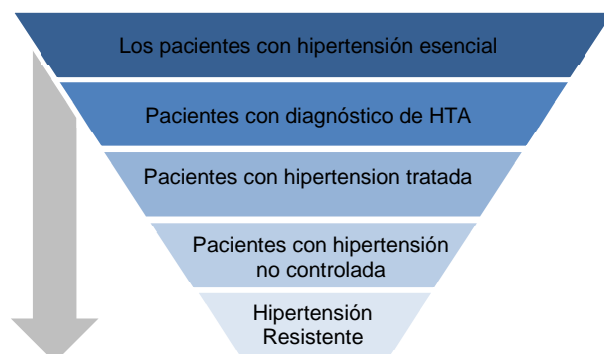 Los pacientes con hipertensión esencial
Pacientes con diagnóstico de HTA
Pacientes con hipertension tratada
Pacientes con hipertensión
no controlada
Hipertensión
Resistente